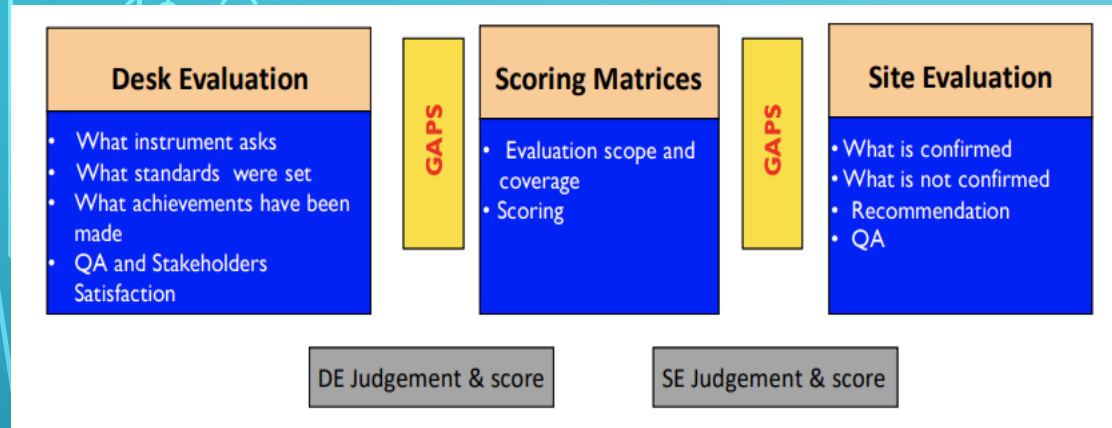 Desk Evaluation
• What instrument asks
• What standards were set
• What achievements have been
made
• QA and Stakeholders
Satisfaction
GAPS
Scoring Matrices
• Evaluation scope and
coverage
• Scoring
GAPS
Site Evaluation
• What is confirmed
• What is not confirmed
• Recommendation
• QA
DE Judgement & score
SE Judgement & score